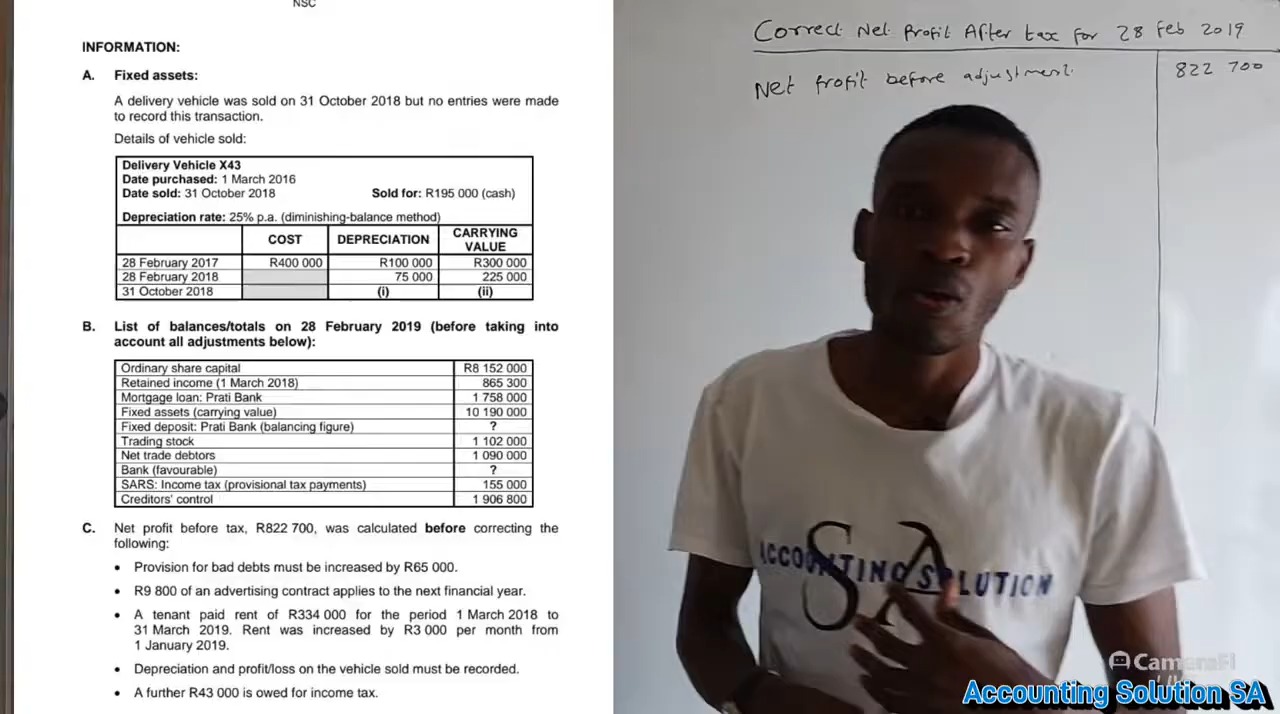 NSC
INFORMATION:
A. Fixed assets:
A delivery vehicle was sold on 31 October 2018 but no entries were made
to record this transaction.
Details of vehicle sold:
Delivery Vehicle X43
Date purchased: 1 March 2016
Date sold: 31 October 2018 Sold for: R195 000 (cash)
Depreciation rate: 25% p.a. (diminishing-balance method)
COST DEPRECIATION CARRYING VALUE
28 February 2017 R400 000 R100 000 R300 000
28 February 2018 75 000 225 000
31 October 2018 (i) (ii)
B. List of balances/totals on 28 February 2019 (before taking into
account all adjustments below):
Ordinary share capital R8 152 000
Retained income (1 March 2018) 865 300
Mortgage loan: Prati Bank 1 758 000
Fixed assets (carrying value) 10 190 000
Fixed deposit: Prati Bank (balancing figure) ?
Trading stock 1 102 000
Net trade debtors 1 090 000
Bank (favourable) ?
SARS: Income tax (provisional tax payments) 155 000
Creditors' control 1 906 800
C. Net profit before tax, R822 700, was calculated before correcting the
following:
• Provision for bad debts must be increased by R65 000.
• R9 800 of an advertising contract applies to the next financial year.
• A tenant paid rent of R334 000 for the period 1 March 2018 to
31 March 2019. Rent was increased by R3 000 per month from
1 January 2019.
• Depreciation and profit/loss on the vehicle sold must be recorded.
• A further R43 000 is owed for income tax.
Correct Net Profit After tax for 28 Feb 2019
Net profit before adjustment 822 700
SA
ACCOUNTING SOLUTION
CameraFi
Accounting Solution SA